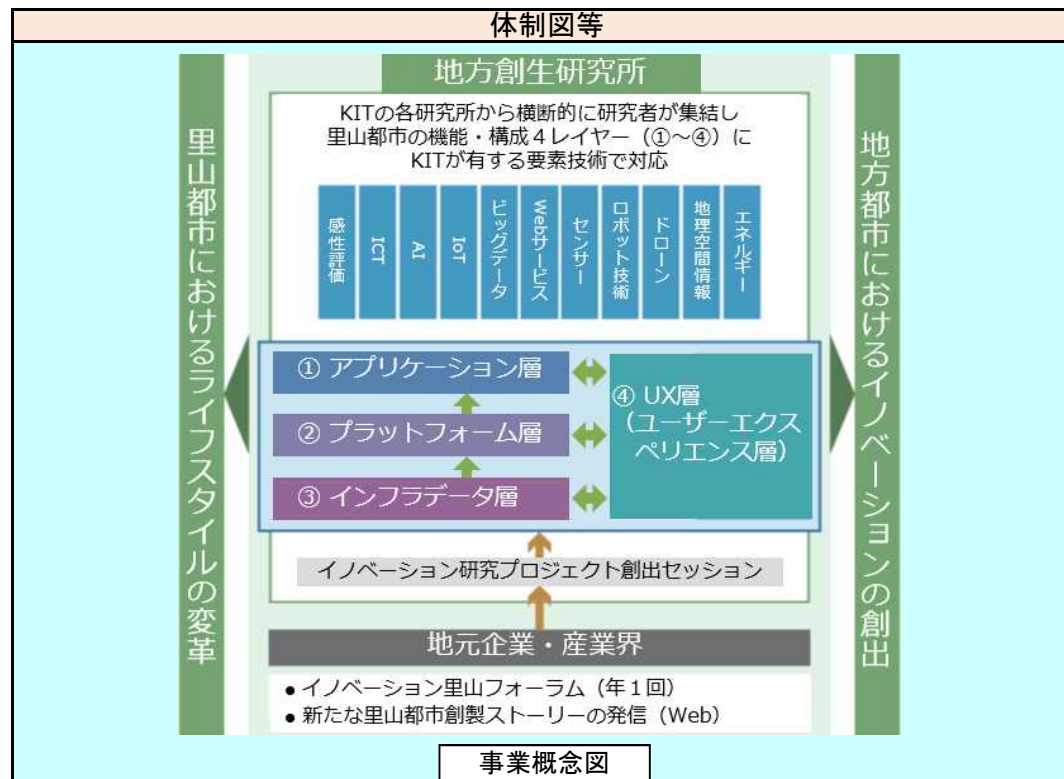 体制図等
地方創生研究所
KITの各研究所から横断的に研究者が集結し
里山都市の機能・構成4レイヤー（①～④）に
KITが有する要素技術で対応
里山都市におけるライフスタイルの変革
感性評価
ICT
AI
IoT
ビッグデータ
Webサービス
センサー
ロボット技術
ドローン
地理空間情報
エネルギー
地方都市におけるイノベーションの創出
① アプリケーション層
② プラットフォーム層
③ インフラデータ層
④ UX層
（ユーザーエクス
ペリエンス層）
イノベーション研究プロジェクト創出セッション
地元企業・産業界
● イノベーション里山フォーラム（年１回）
● 新たな里山都市創製ストーリーの発信（Web）
事業概念図